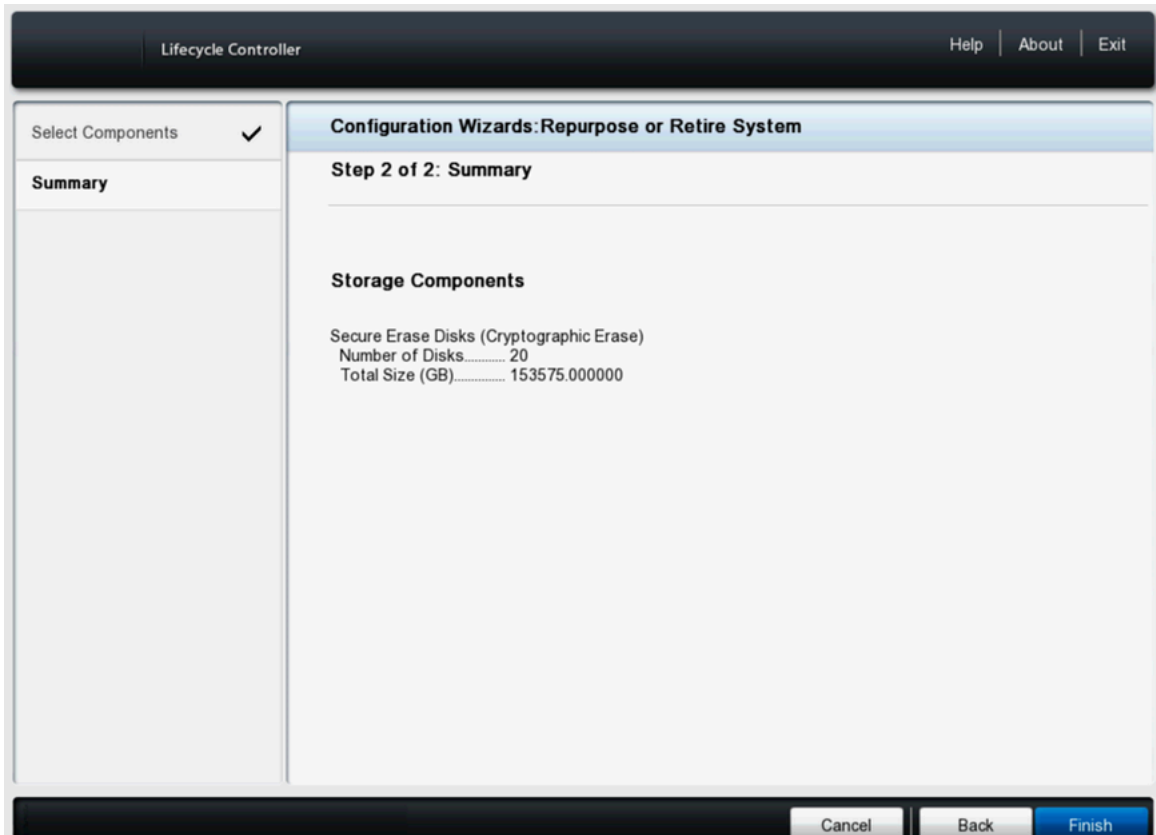 Lifecycle Controller
Help | About | Exit
Select Components
Summary
Configuration Wizards:Repurpose or Retire System
Step 2 of 2: Summary
Storage Components
Secure Erase Disks (Cryptographic Erase)
Number of Disks............ 20
Total Size (GB)............... 153575.000000
Cancel
Back
Finish